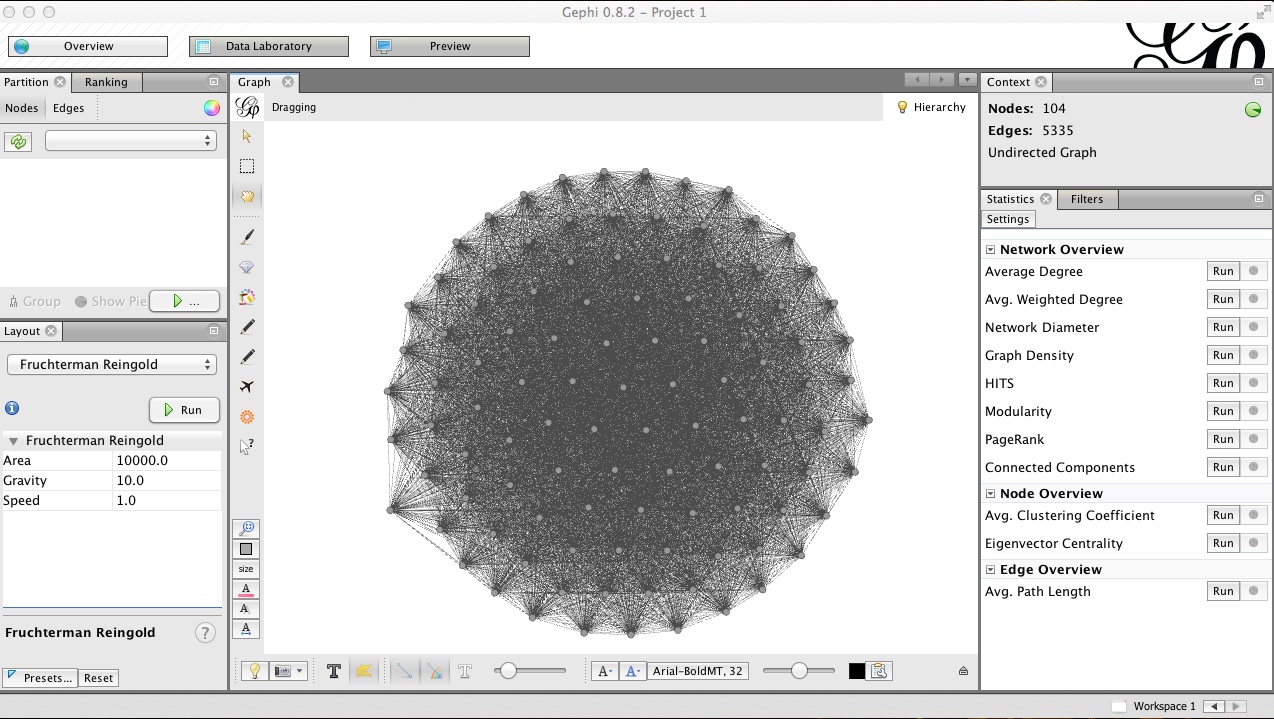 Gephi 0.8.2 – Project 1
Overview
Data Laboratory
Preview
Partition
Ranking
Nodes
Edges
Group
Show Pie
...
Layout
Fruchterman Reingold
Run
Fruchterman Reingold
Area 10000.0
Gravity 10.0
Speed 1.0
Fruchterman Reingold
?
Presets...
Reset
Graph
Dragging
Hierarchy
?
size
A
A
A
T
T
A-
A-
Arial-BoldMT, 32
Context
Nodes: 104
Edges: 5335
Undirected Graph
Statistics
Filters
Settings
Network Overview
Average Degree Run
Avg. Weighted Degree Run
Network Diameter Run
Graph Density Run
HITS Run
Modularity Run
PageRank Run
Connected Components Run
Node Overview
Avg. Clustering Coefficient Run
Eigenvector Centrality Run
Edge Overview
Avg. Path Length Run
Workspace 1